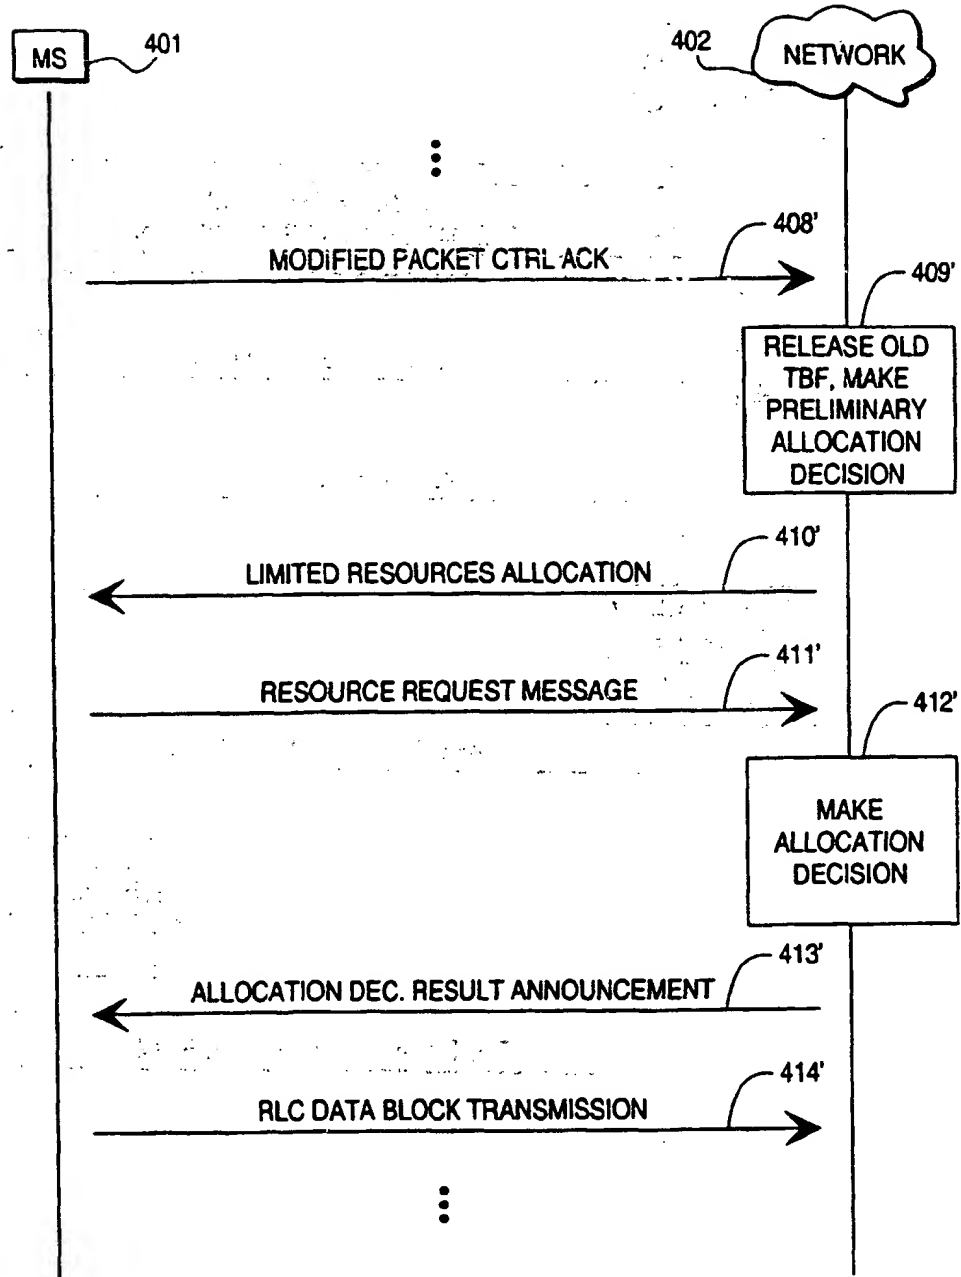 MS
401
402
NETWORK
408'
MODIFIED PACKET CTRL ACK
409'
RELEASE OLD
TBF, MAKE
PRELIMINARY
ALLOCATION
DECISION
410'
LIMITED RESOURCES ALLOCATION
411'
RESOURCE REQUEST MESSAGE
412'
MAKE
ALLOCATION
DECISION
413'
ALLOCATION DEC. RESULT ANNOUNCEMENT
414'
RLC DATA BLOCK TRANSMISSION